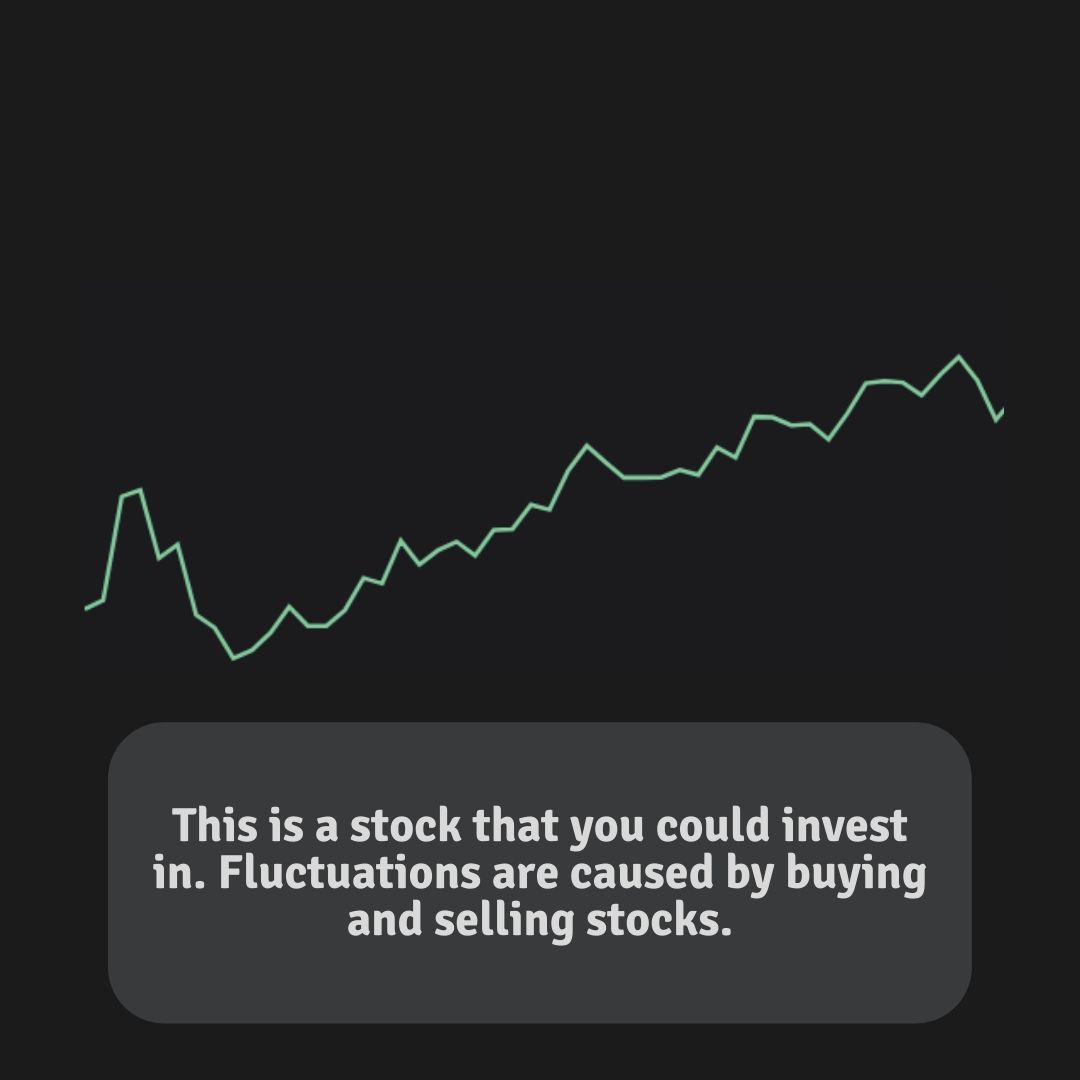 This is a stock that you could invest
in. Fluctuations are caused by buying
and selling stocks.